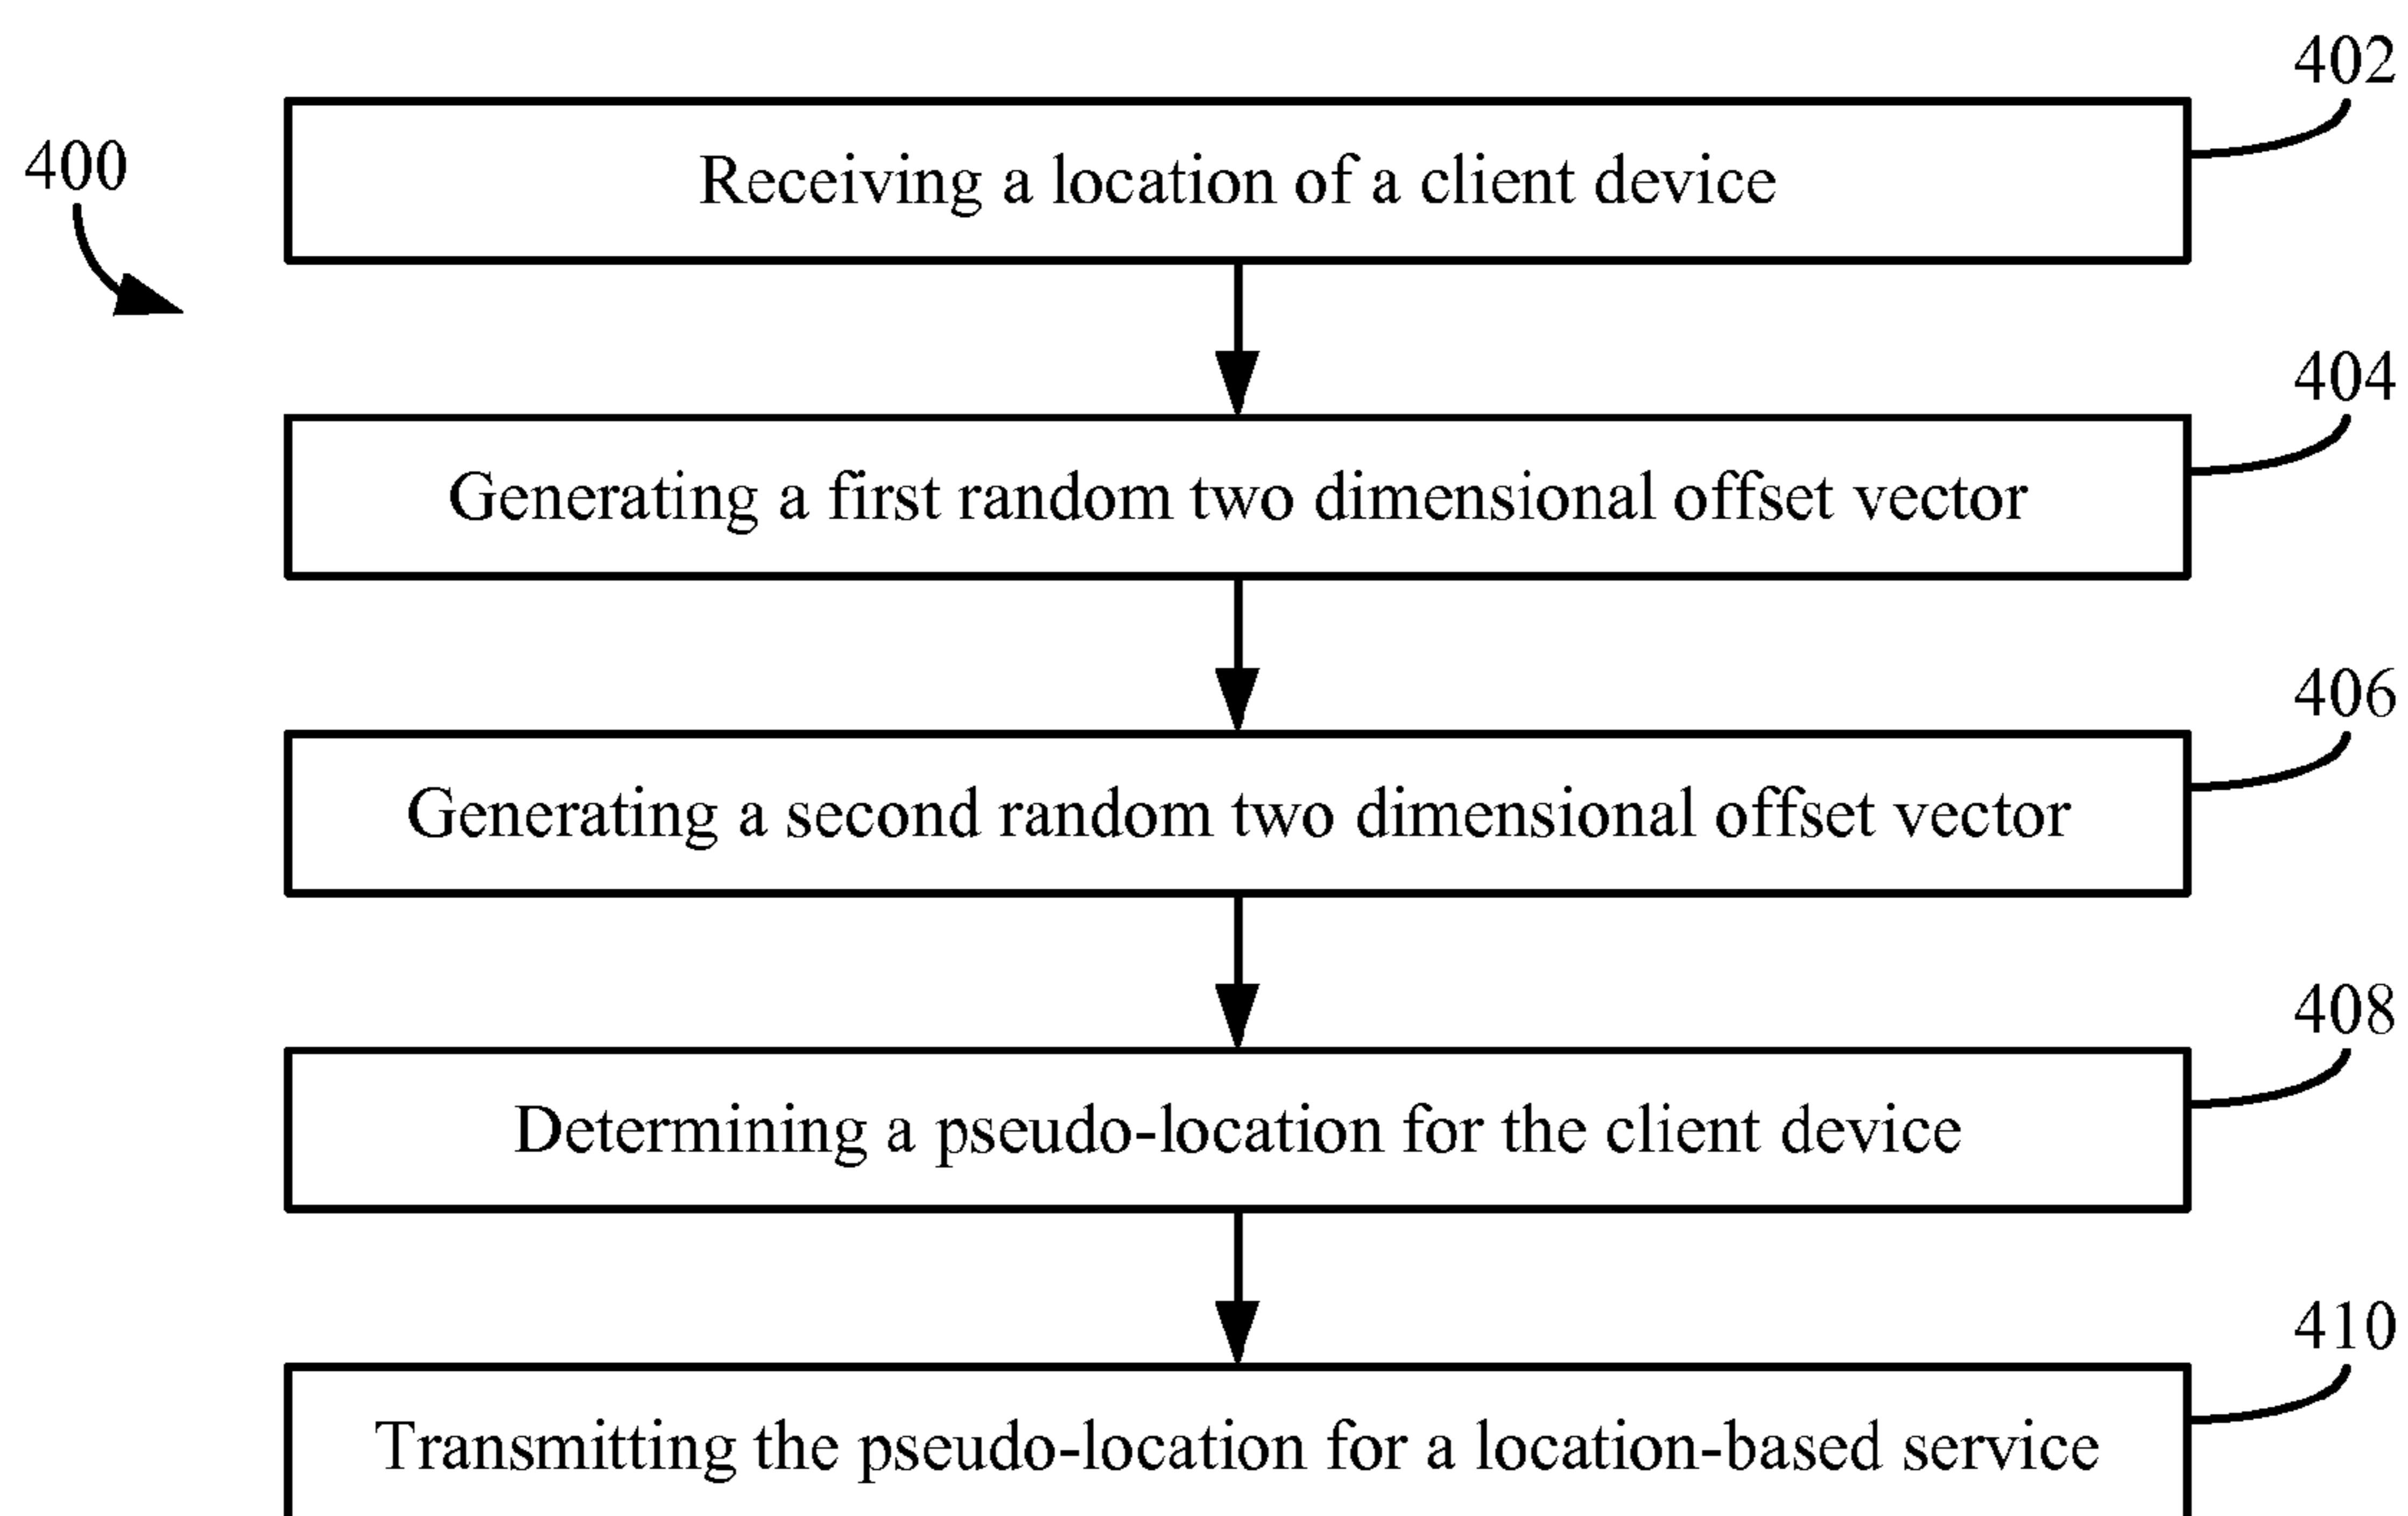 402
400
Receiving a location of a client device
404
Generating a first random two dimensional offset vector
406
Generating a second random two dimensional offset vector
408
Determining a pseudo-location for the client device
410
Transmitting the pseudo-location for a location-based service